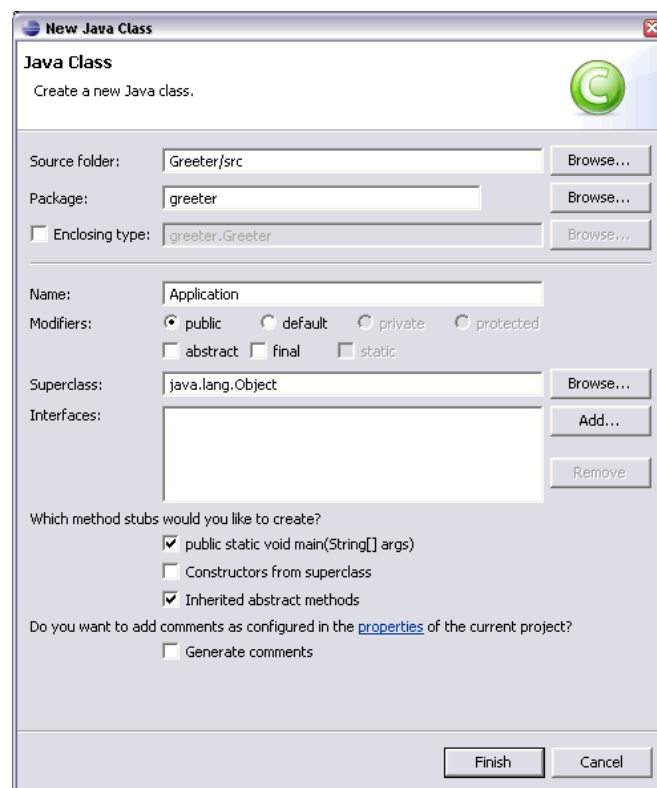 New Java Class
Java Class
Create a new Java class.
Source folder: Greeter/src Browse...
Package: greeter Browse...
Enclosing type: greeter.Greeter Browse...
Name: Application
Modifiers: public default private protected
abstract final static
Superclass: java.lang.Object Browse...
Interfaces: Add...
Remove
Which method stubs would you like to create?
public static void main(String[] args)
Constructors from superclass
Inherited abstract methods
Do you want to add comments as configured in the properties of the current project?
Generate comments
Finish Cancel